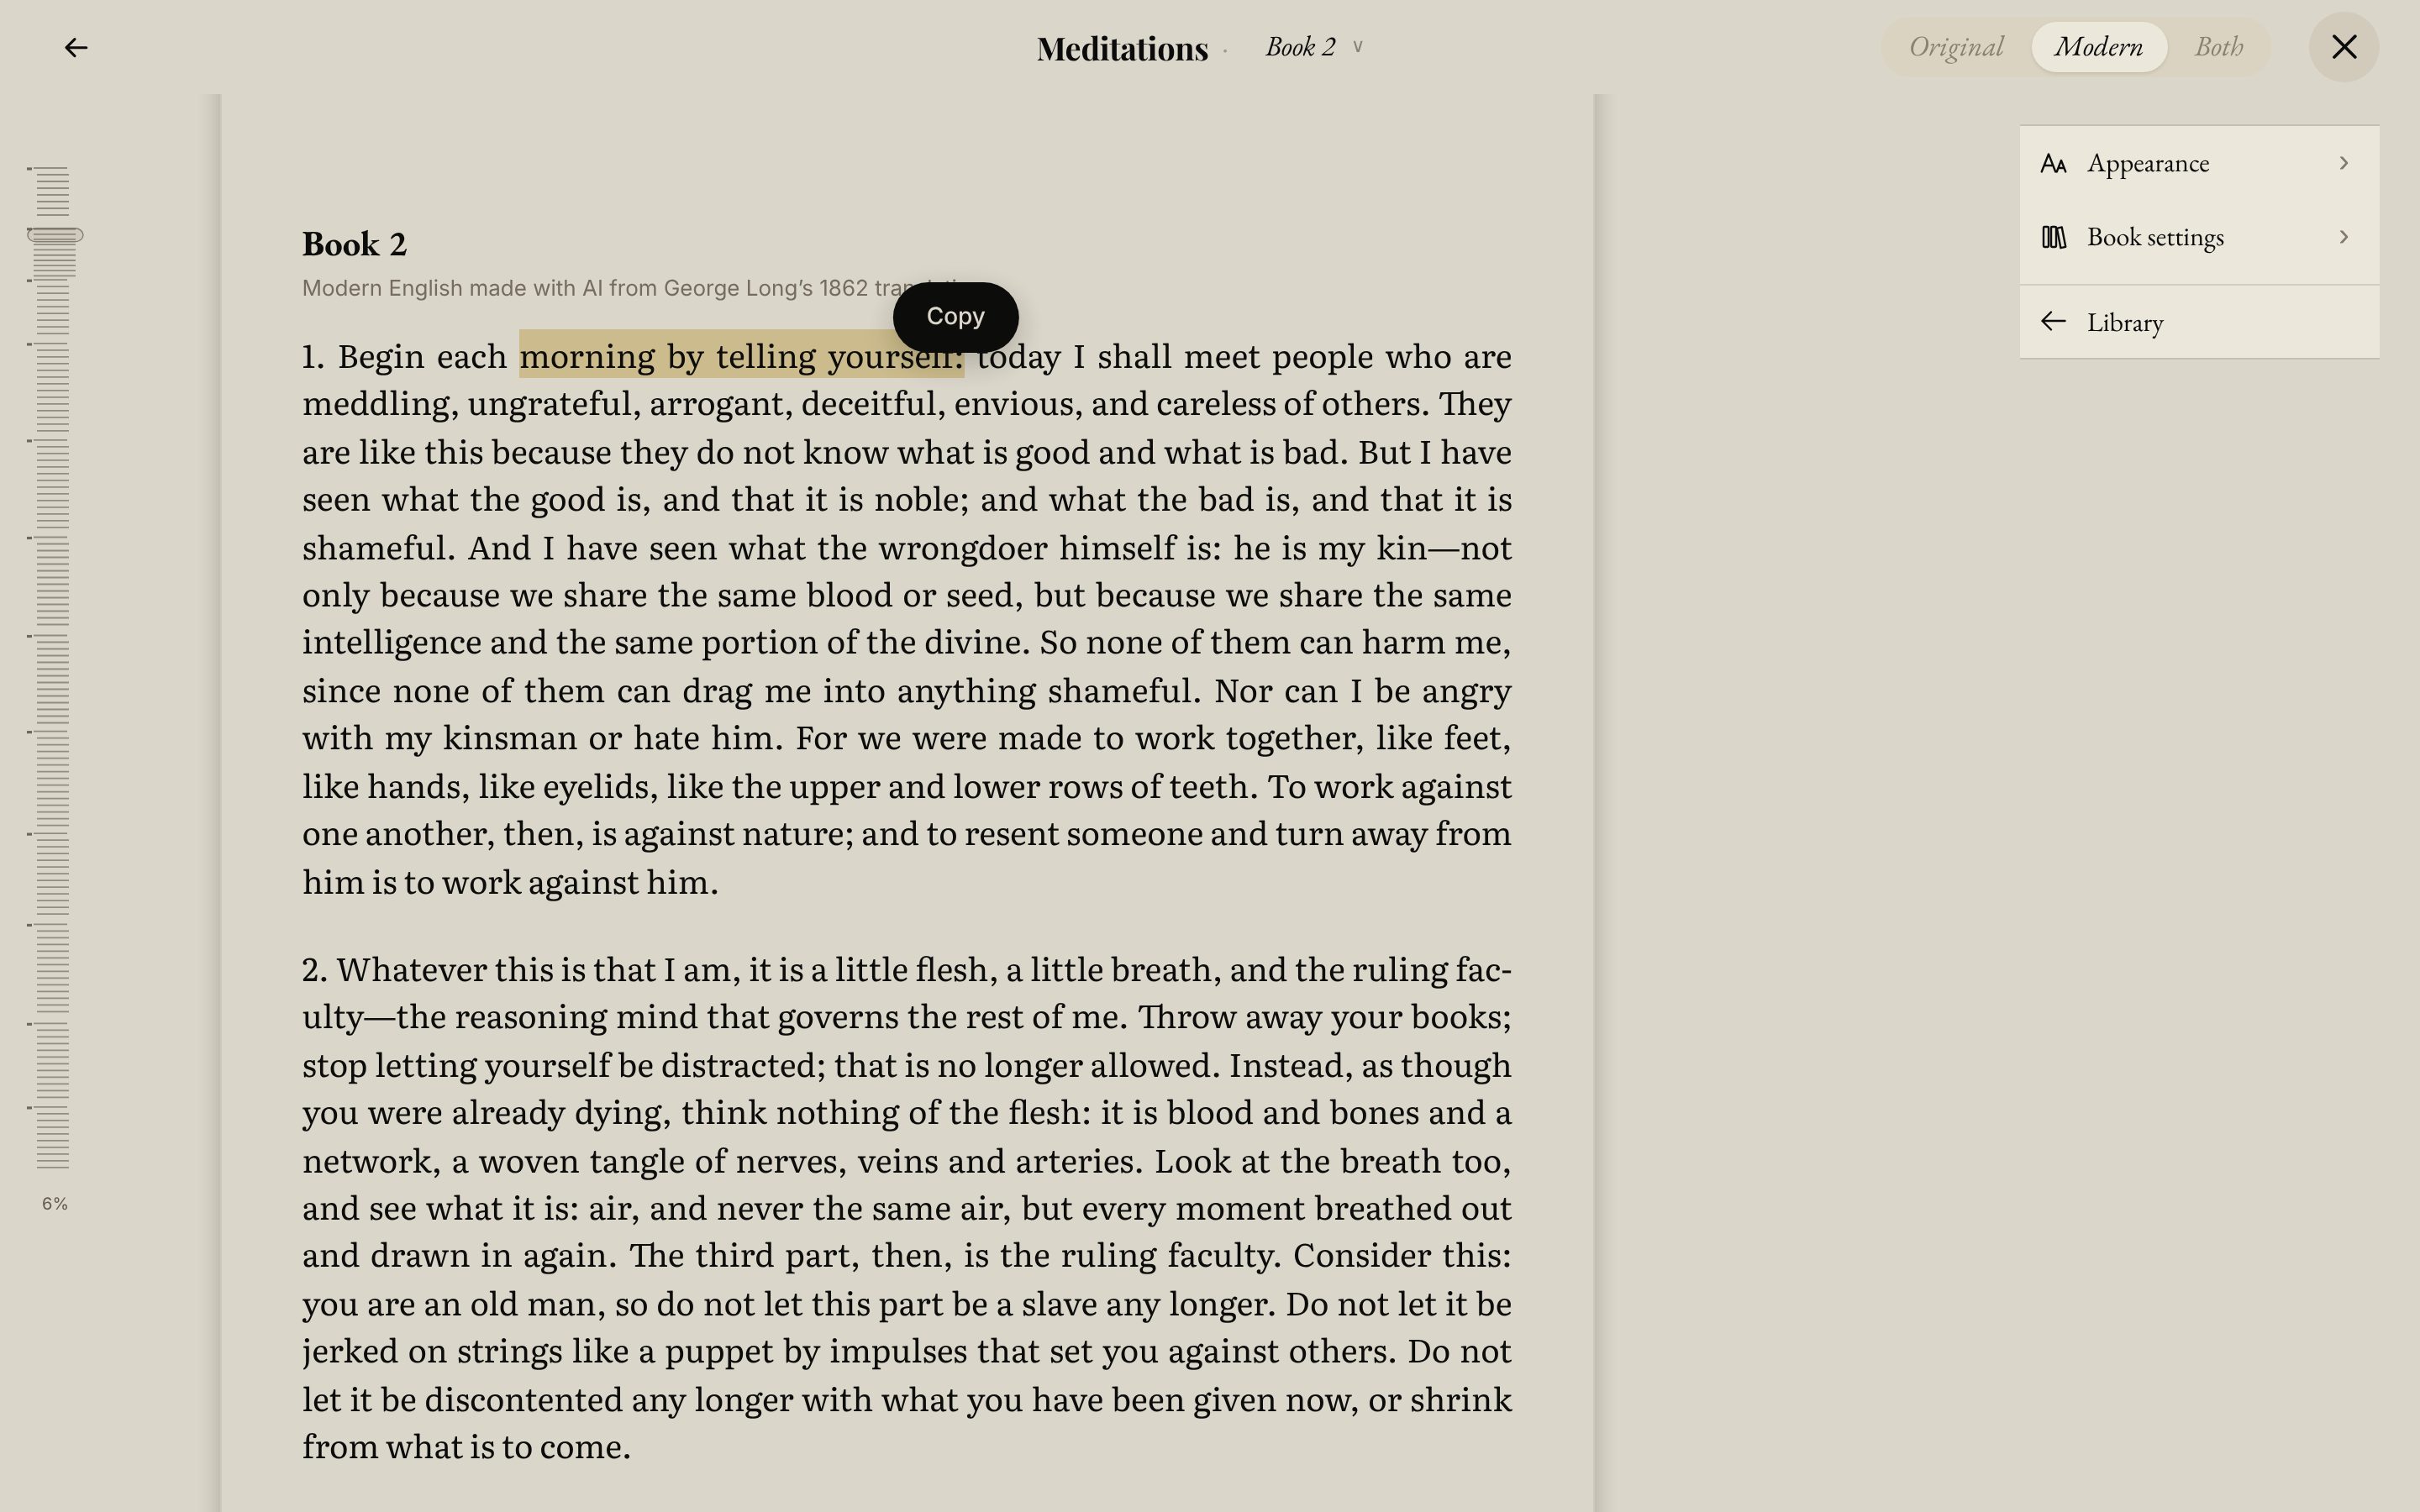 Meditations · Book 2
Original Modern Both
Appearance
Book settings
Library
Book 2
Modern English made with AI from George Long’s 1862
Copy
1. Begin each morning by telling yourself: today I shall meet people who are
meddling, ungrateful, arrogant, deceitful, envious, and careless of others. They
are like this because they do not know what is good and what is bad. But I have
seen what the good is, and that it is noble; and what the bad is, and that it is
shameful. And I have seen what the wrongdoer himself is: he is my kin—not
only because we share the same blood or seed, but because we share the same
intelligence and the same portion of the divine. So none of them can harm me,
since none of them can drag me into anything shameful. Nor can I be angry
with my kinsman or hate him. For we were made to work together, like feet,
like hands, like eyelids, like the upper and lower rows of teeth. To work against
one another, then, is against nature; and to resent someone and turn away from
him is to work against him.
2. Whatever this is that I am, it is a little flesh, a little breath, and the ruling fac-
ulty—the reasoning mind that governs the rest of me. Throw away your books;
stop letting yourself be distracted; that is no longer allowed. Instead, as though
you were already dying, think nothing of the flesh: it is blood and bones and a
network, a woven tangle of nerves, veins and arteries. Look at the breath too,
and see what it is: air, and never the same air, but every moment breathed out
and drawn in again. The third part, then, is the ruling faculty. Consider this:
you are an old man, so do not let this part be a slave any longer. Do not let it be
jerked on strings like a puppet by impulses that set you against others. Do not
let it be discontented any longer with what you have been given now, or shrink
from what is to come.
6%